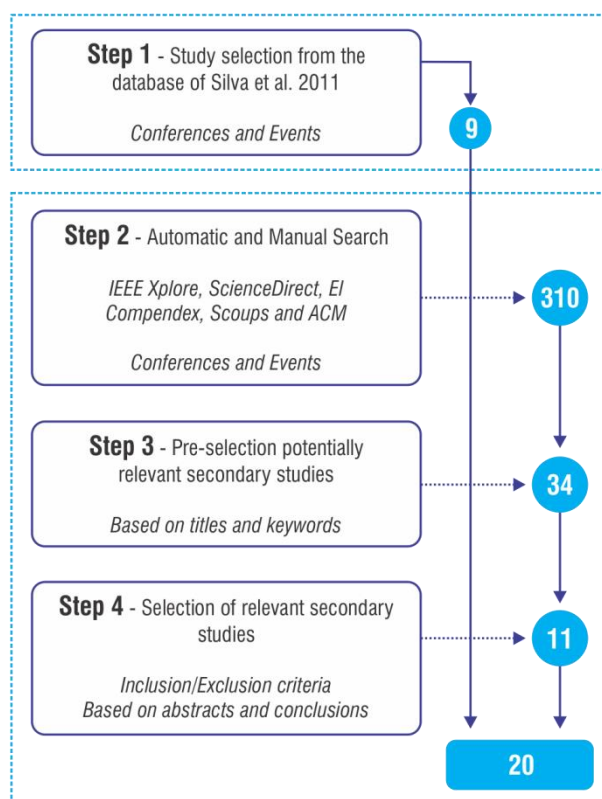 Step 1 - Study selection from the
database of Silva et al. 2011
Conferences and Events
9
Step 2 - Automatic and Manual Search
IEEE Xplore, ScienceDirect, EI
Compendex, Scoups and ACM
Conferences and Events
310
Step 3 - Pre-selection potentially
relevant secondary studies
Based on titles and keywords
34
Step 4 - Selection of relevant secondary
studies
Inclusion/Exclusion criteria
Based on abstracts and conclusions
11
20